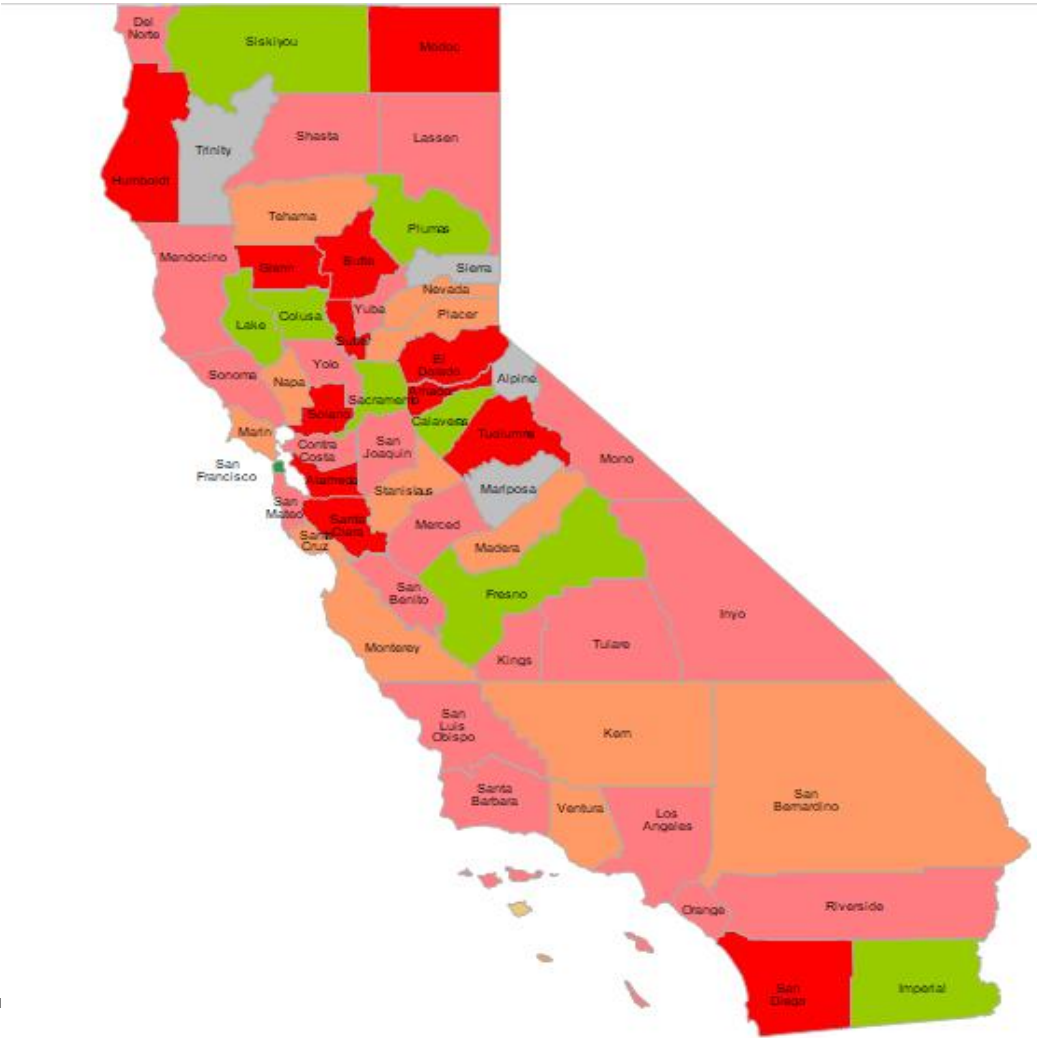 Del
Norte
Siskiyou
Modoc
Humboldt
Trinity
Shasta
Lassen
Tehama
Plumas
Mendocino
Glenn
Butte
Sierra
Nevada
Placer
Lake
Colusa
Yuba
Sutter
Sonoma
Napa
Yolo
El
Dorado
Alpine
Sacramento
Amador
Solano
Calaveras
Marin
Contra
Costa
San
Joaquin
Tuolumne
Mono
San
Francisco
Alameda
Stanislaus
Mariposa
San
Mateo
Santa
Clara
Santa
Cruz
Merced
Madera
San
Benito
Fresno
Inyo
Monterey
Kings
Tulare
San
Luis
Obispo
Kern
Santa
Barbara
Ventura
Los
Angeles
San
Bernardino
Orange
Riverside
San
Diego
Imperial